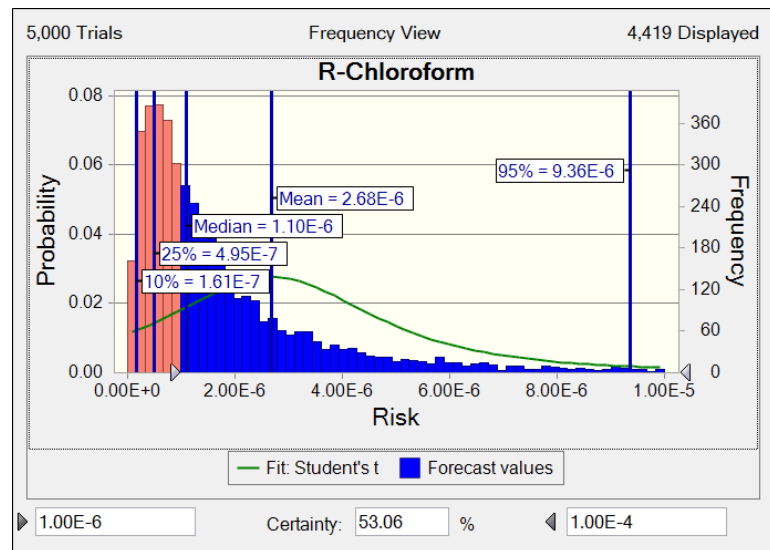 5,000 Trials Frequency View 4,419 Displayed
R-Chloroform
Probability
0.08
0.06
0.04
0.02
0.00
95% = 9.36E-6
Mean = 2.68E-6
Median = 1.10E-6
25% = 4.95E-7
10% = 1.61E-7
360
300
240
180
120
60
0
Frequency
0.00E+0 2.00E-6 4.00E-6 6.00E-6 8.00E-6 1.00E-5
Risk
Fit: Student's t Forecast values
1.00E-6 Certainty: 53.06 % 1.00E-4